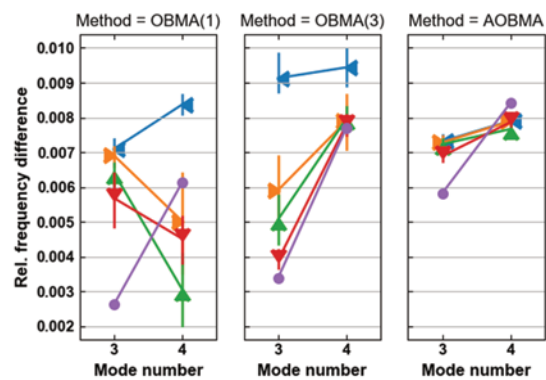 Method = OBMA(1)
Method = OBMA(3)
Method = AOBMA
Rel. frequency difference
0.010
0.009
0.008
0.007
0.006
0.005
0.004
0.003
0.002
3 4
3 4
3 4
Mode number
Mode number
Mode number